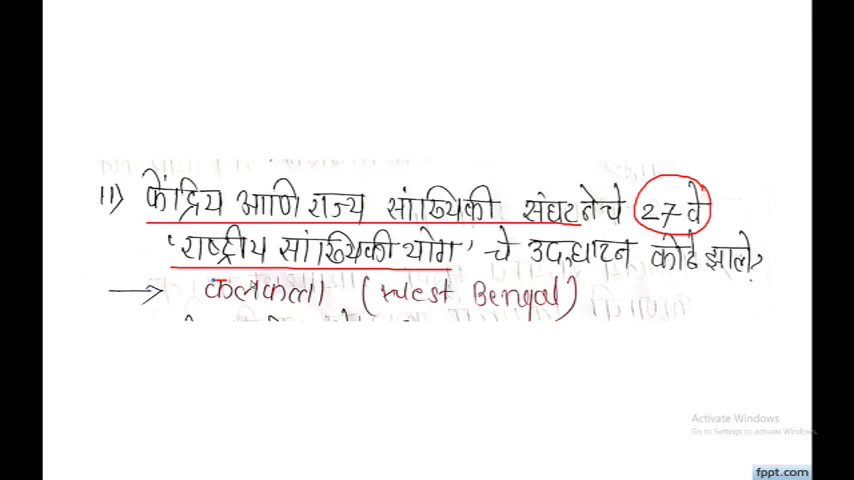 11) केंद्रिय आणि राज्य सांख्यिकी संघटनेचे 27 वे
'राष्ट्रीय सांख्यिकी योग' चे उद्घाटन कोठे झाले?
→ कलकत्ता (West Bengal)
Activate Windows
Go to Settings to activate Windows.
fppt.com